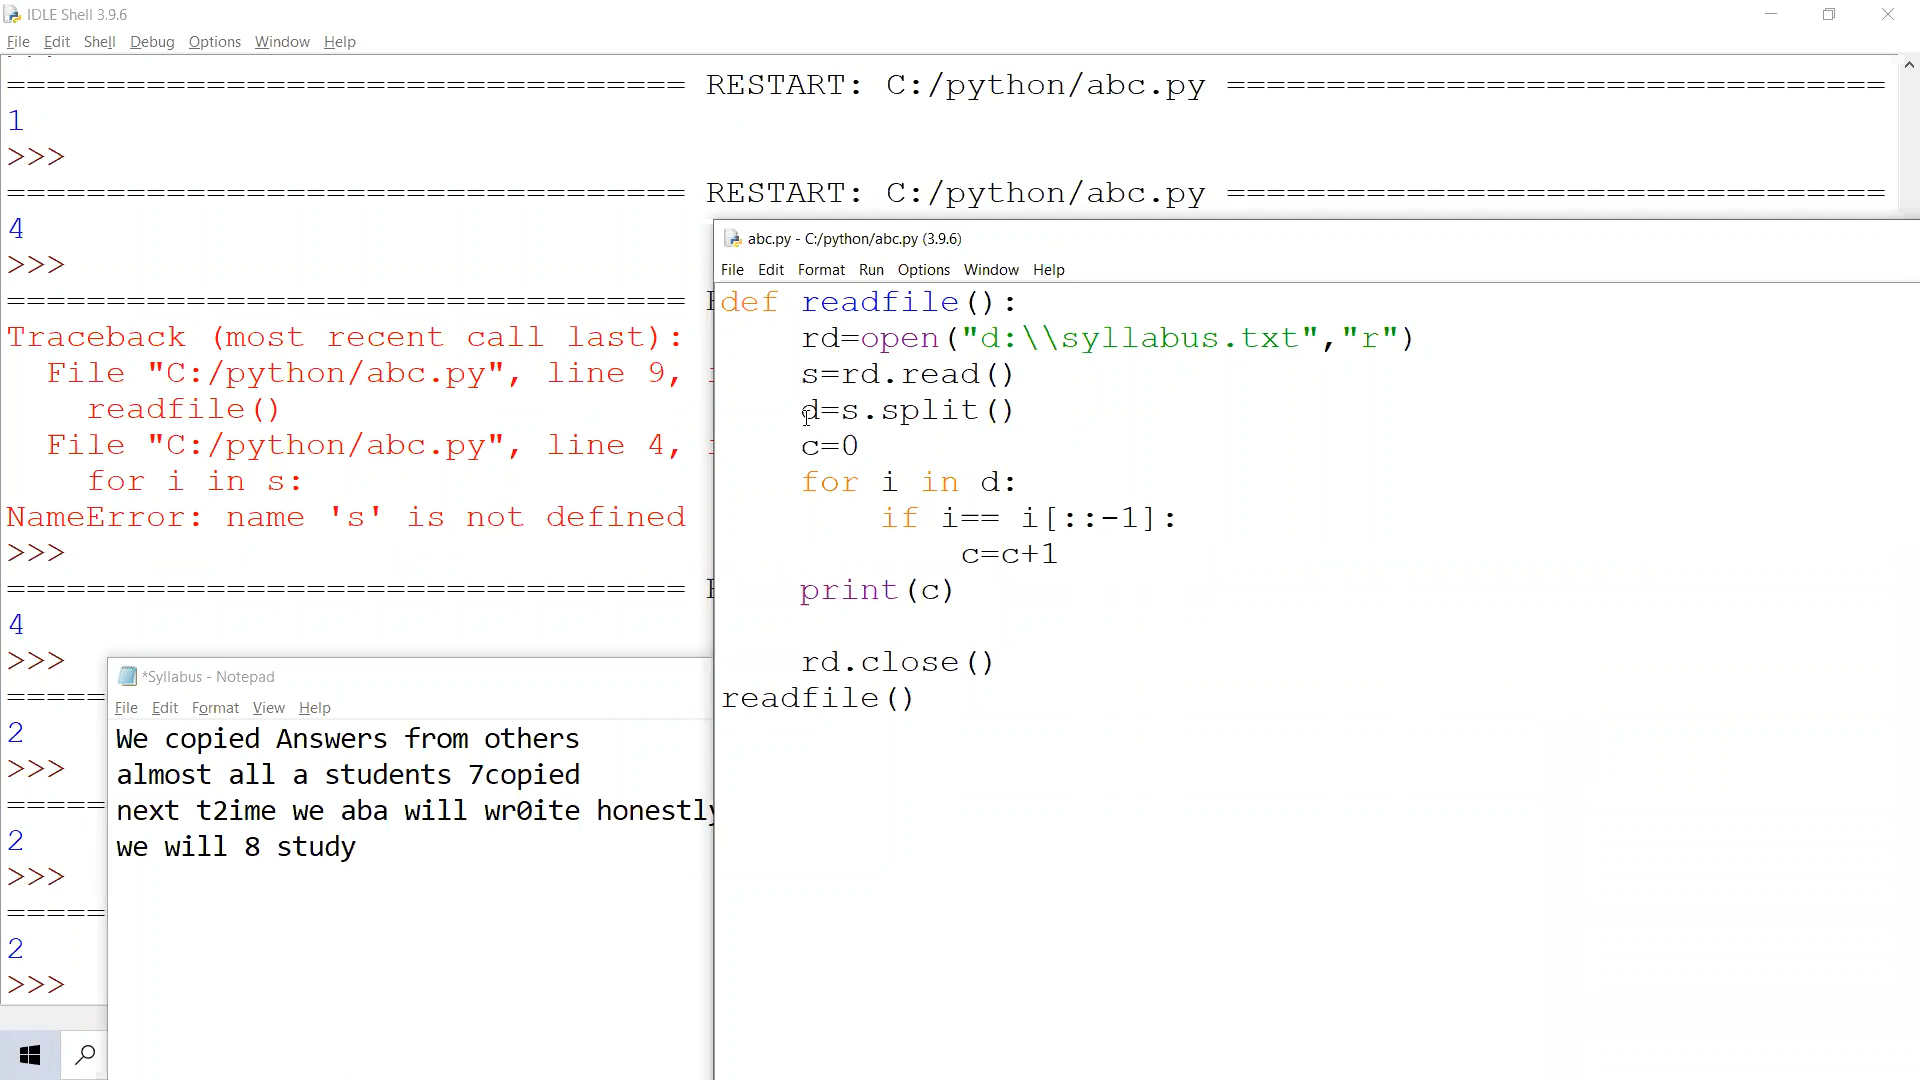 IDLE Shell 3.9.6
File Edit Shell Debug Options Window Help
=============================== RESTART: C:/python/abc.py ===============================
1
>>>
=============================== RESTART: C:/python/abc.py ===============================
4
>>>
===============================
Traceback (most recent call last):
  File "C:/python/abc.py", line 9,
    readfile()
  File "C:/python/abc.py", line 4,
    for i in s:
NameError: name 's' is not defined
>>>
===============================
4
>>>
=====
2
>>>
=====
2
>>>
=====
2
>>>
abc.py - C:/python/abc.py (3.9.6)
File Edit Format Run Options Window Help
def readfile():
    rd=open("d:\\syllabus.txt","r")
    s=rd.read()
    d=s.split()
    c=0
    for i in d:
        if i== i[::-1]:
            c=c+1
    print(c)
    rd.close()
readfile()
*Syllabus - Notepad
File Edit Format View Help
We copied Answers from others
almost all a students 7copied
next t2ime we aba will wr0ite honestly
we will 8 study